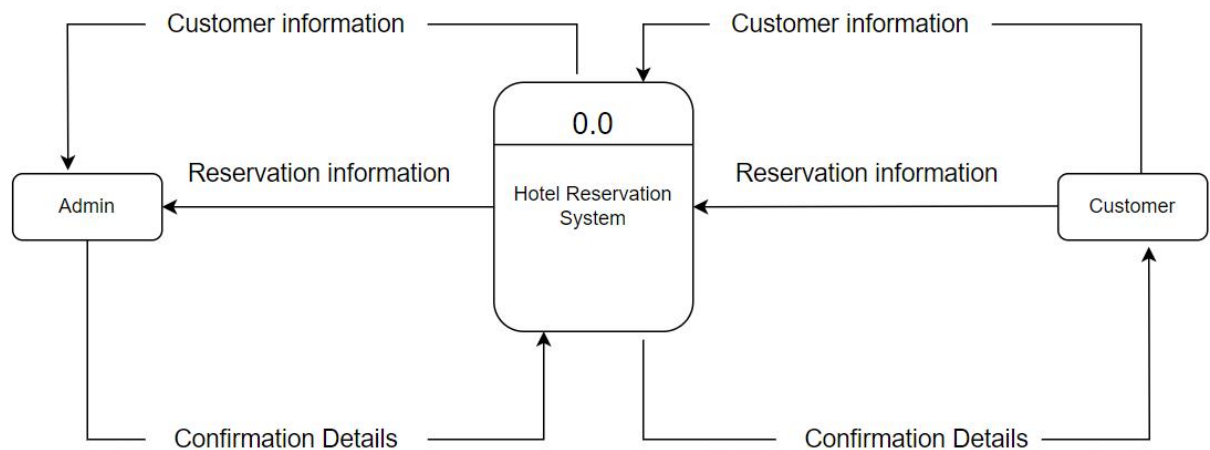 Customer information
Customer information
0.0
Reservation information
Reservation information
Admin
Hotel Reservation
System
Customer
Confirmation Details
Confirmation Details